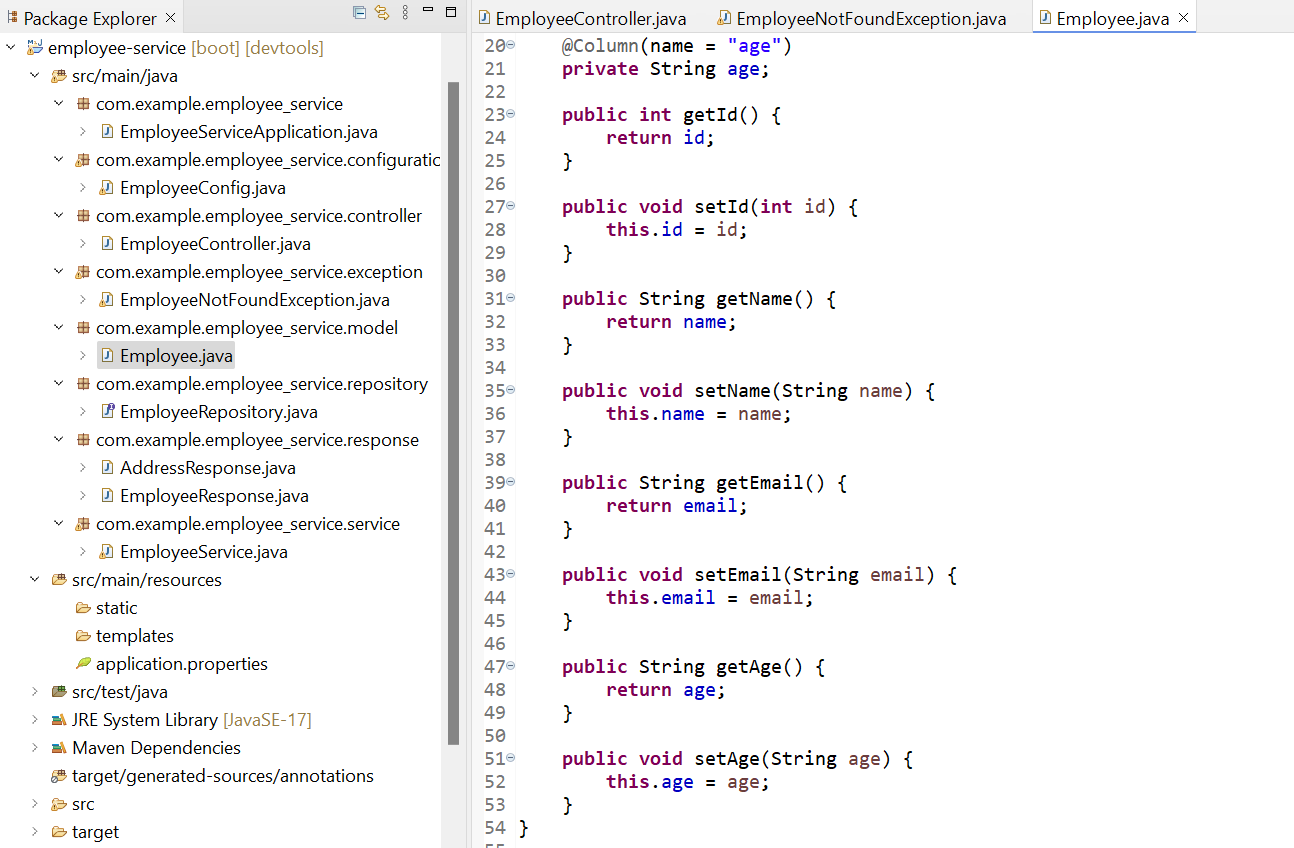 Package Explorer
employee-service [boot] [devtools]
src/main/java
com.example.employee_service
EmployeeServiceApplication.java
com.example.employee_service.configuratio
EmployeeConfig.java
com.example.employee_service.controller
EmployeeController.java
com.example.employee_service.exception
EmployeeNotFoundException.java
com.example.employee_service.model
Employee.java
com.example.employee_service.repository
EmployeeRepository.java
com.example.employee_service.response
AddressResponse.java
EmployeeResponse.java
com.example.employee_service.service
EmployeeService.java
src/main/resources
static
templates
application.properties
src/test/java
JRE System Library [JavaSE-17]
Maven Dependencies
target/generated-sources/annotations
src
target
EmployeeController.java EmployeeNotFoundException.java Employee.java
20 @Column(name = "age")
21 private String age;
22
23 public int getId() {
24 return id;
25 }
26
27 public void setId(int id) {
28 this.id = id;
29 }
30
31 public String getName() {
32 return name;
33 }
34
35 public void setName(String name) {
36 this.name = name;
37 }
38
39 public String getEmail() {
40 return email;
41 }
42
43 public void setEmail(String email) {
44 this.email = email;
45 }
46
47 public String getAge() {
48 return age;
49 }
50
51 public void setAge(String age) {
52 this.age = age;
53 }
54 }